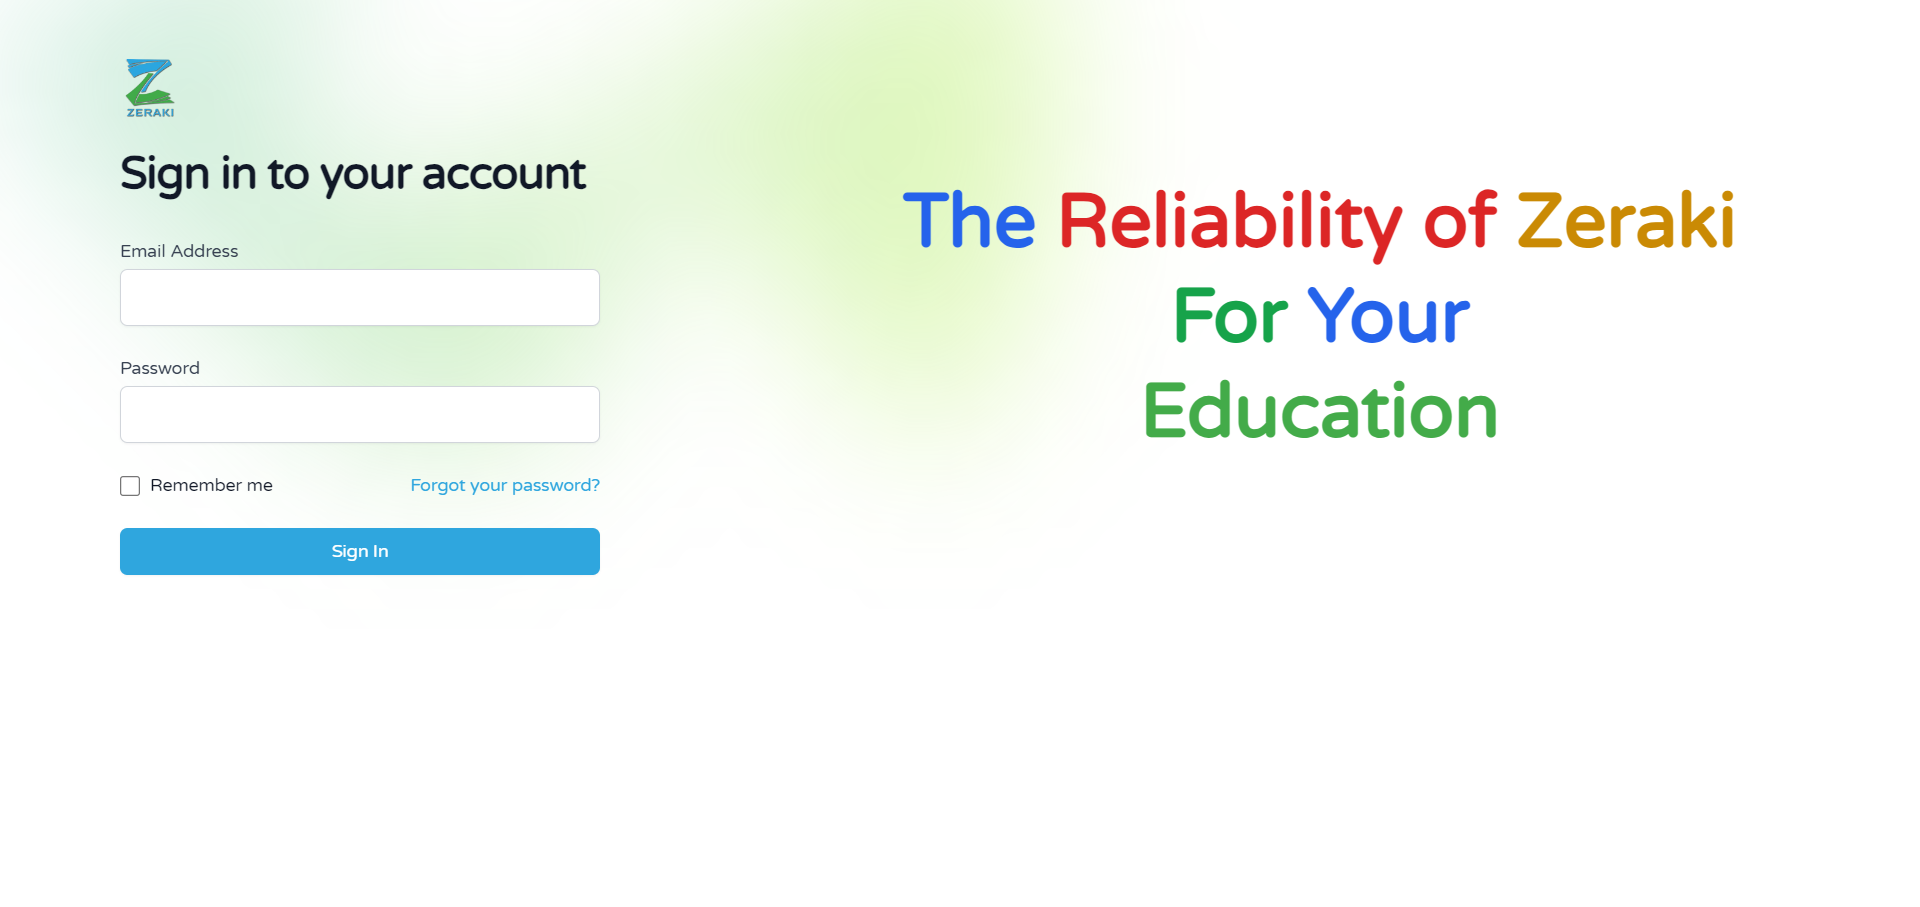 ZERAKI
Sign in to your account
Email Address
Password
Remember me
Forgot your password?
Sign In
The Reliability of Zeraki
For Your
Education